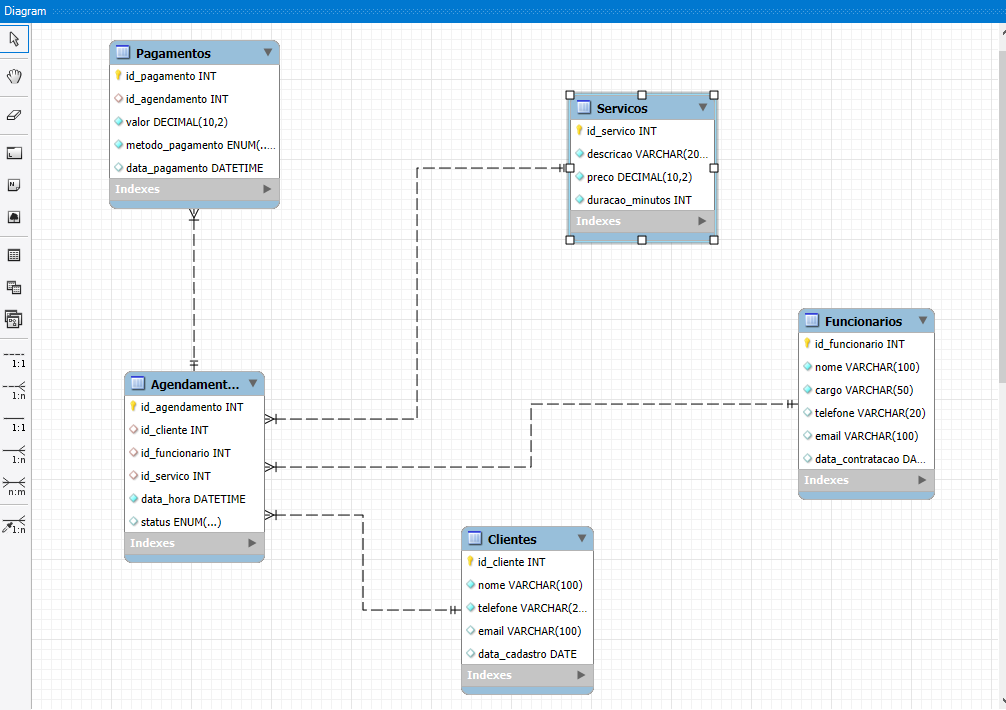 Diagram
Pagamentos
id_pagamento INT
id_agendamento INT
valor DECIMAL(10,2)
metodo_pagamento ENUM(.....
data_pagamento DATETIME
Indexes
Servicos
id_servico INT
descricao VARCHAR(20...
preco DECIMAL(10,2)
duracao_minutos INT
Indexes
Funcionarios
id_funcionario INT
nome VARCHAR(100)
cargo VARCHAR(50)
telefone VARCHAR(20)
email VARCHAR(100)
data_contratacao DA...
Indexes
Agendament...
id_agendamento INT
id_cliente INT
id_funcionario INT
id_servico INT
data_hora DATETIME
status ENUM(...)
Indexes
Clientes
id_cliente INT
nome VARCHAR(100)
telefone VARCHAR(2...
email VARCHAR(100)
data_cadastro DATE
Indexes
1:1
1:n
1:1
1:n
n:m
1:n